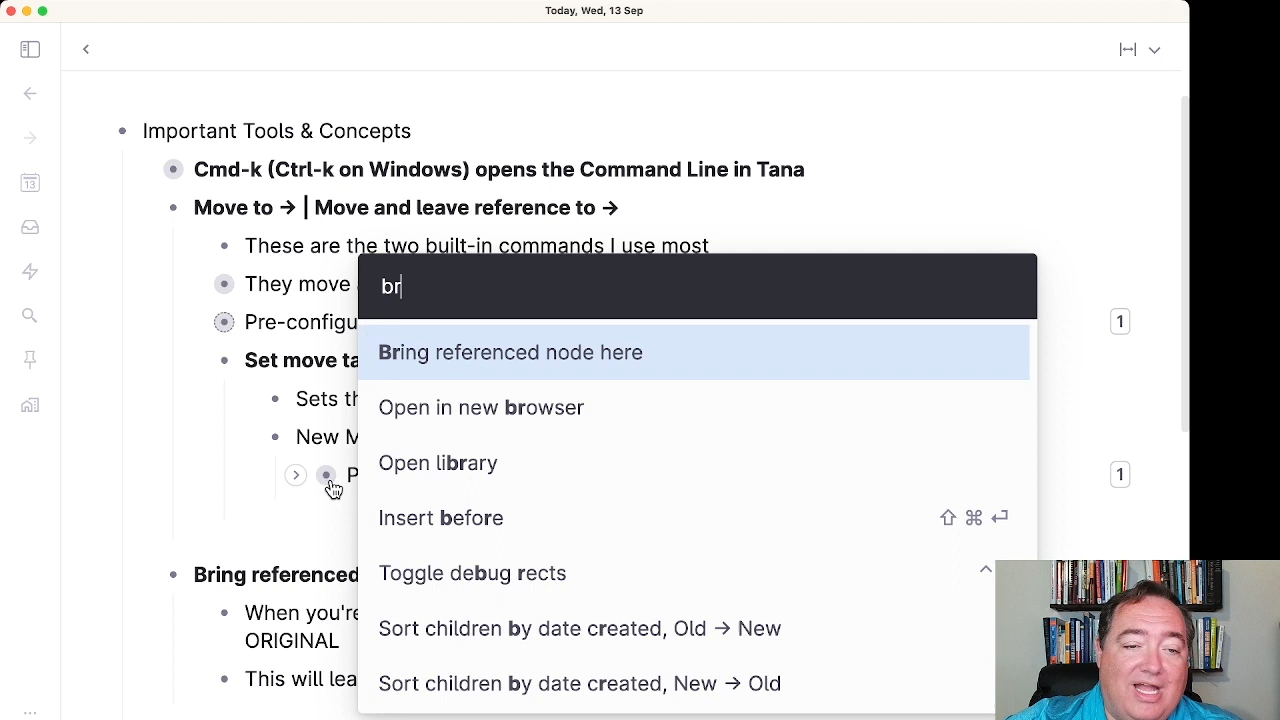 Today, Wed, 13 Sep
13
Important Tools & Concepts
Cmd-k (Ctrl-k on Windows) opens the Command Line in Tana
Move to → | Move and leave reference to →
These are the two built-in commands I use most
They move
Pre-configu
1
Set move ta
Sets th
New M
P
1
Bring referenced
When you're
ORIGINAL
This will lea
br
Bring referenced node here
Open in new browser
Open library
Insert before ⇧ ⌘ ↵
Toggle debug rects
Sort children by date created, Old → New
Sort children by date created, New → Old